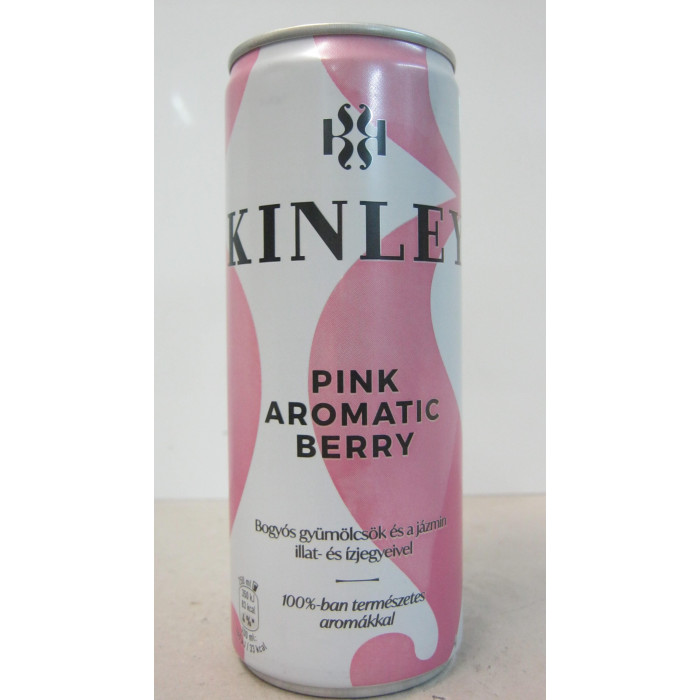 KINLEY
PINK
AROMATIC
BERRY
Bogyós gyümölcsök és a jázmin
illat- és ízjegyeivel
100%-ban természetes
aromákkal